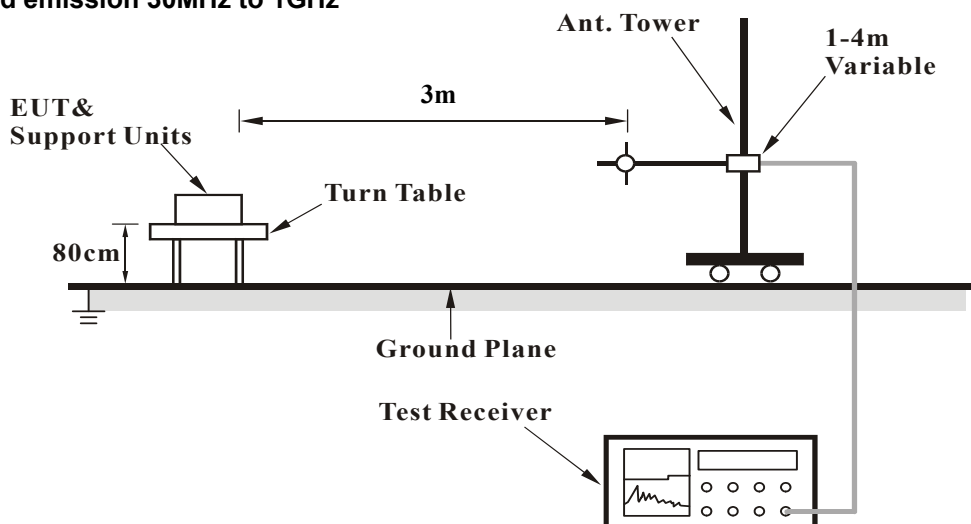 d emission 30MHz to 1GHz
Ant. Tower
1-4m
Variable
3m
EUT&
Support Units
Turn Table
80cm
Ground Plane
Test Receiver